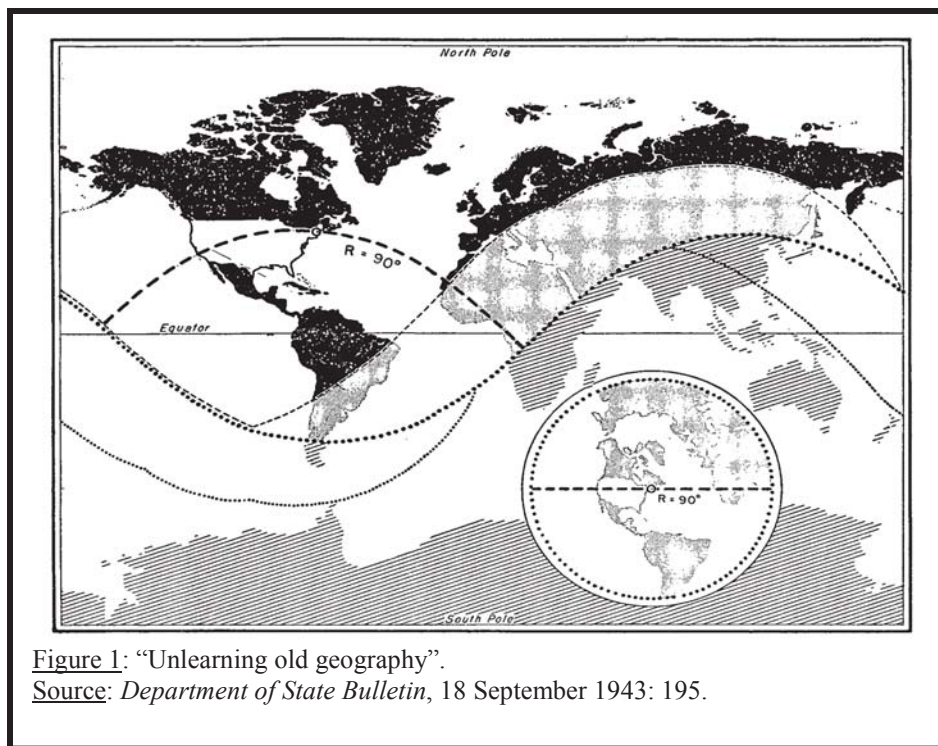 North Pole
R = 90°
Equator
R = 90°
South Pole
Figure 1: “Unlearning old geography”.
Source: Department of State Bulletin, 18 September 1943: 195.